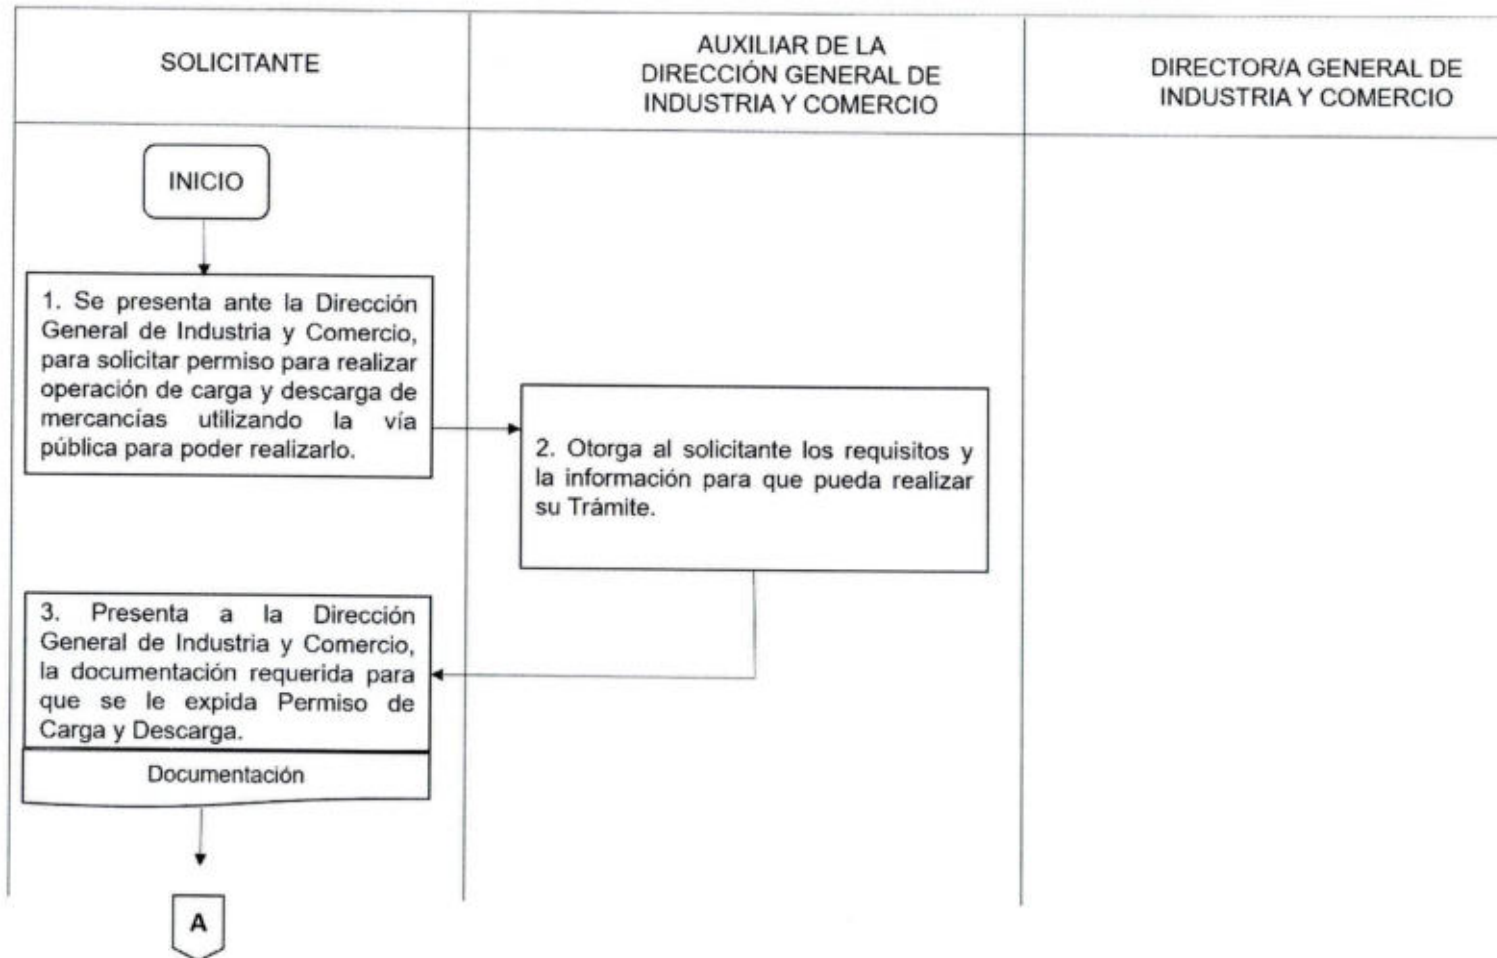 SOLICITANTE
AUXILIAR DE LA
DIRECCIÓN GENERAL DE
INDUSTRIA Y COMERCIO
DIRECTOR/A GENERAL DE
INDUSTRIA Y COMERCIO
INICIO
1. Se presenta ante la Dirección
General de Industria y Comercio,
para solicitar permiso para realizar
operación de carga y descarga de
mercancías utilizando la vía
pública para poder realizarlo.
2. Otorga al solicitante los requisitos y
la información para que pueda realizar
su Trámite.
3. Presenta a la Dirección
General de Industria y Comercio,
la documentación requerida para
que se le expida Permiso de
Carga y Descarga.
Documentación
A